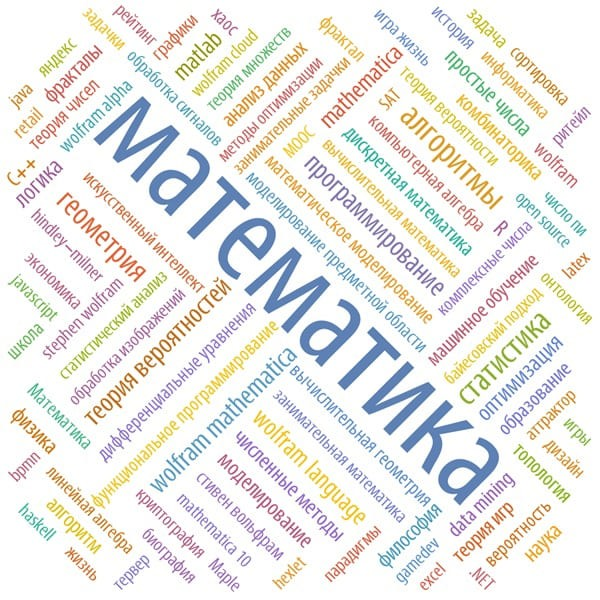 хаос
рейтинг
задачки
графики
matlab
wolfram cloud
теория множеств
обработка сигналов
яндекс
фракталы
java
retail
теория чисел
wolfram alpha
анализ данных
методы оптимизации
занимательные задачки
фрактал
игра жизнь
история
задача
сортировка
информатика
простые числа
mathematica
теория вероятности
комбинаторика
ритейл
SAT
алгоритмы
wolfram
MOOC
дискретная математика
компьютерная алгебра
вычислительная математика
программирование
математическое моделирование
моделирование предметной области
математика
C++
логика
искусственный интеллект
геометрия
hindley–milner
экономика
stephen wolfram
javascript
школа
статистический анализ
обработка изображений
теория вероятностей
дифференциальные уравнения
функциональное программирование
wolfram mathematica
R
open source
число пи
комплексные числа
latex
машинное обучение
онтология
байесовский подход
статистика
оптимизация
образование
аттрактор
игры
дизайн
топология
Математика
физика
bpmn
линейная алгебра
haskell
алгоритм
жизнь
криптография
тервер
биография
mathematica 10
Maple
стивен вольфрам
моделирование
численные методы
wolfram language
hexlet
вычислительная геометрия
занимательная математика
парадигмы
философия
gamedev
excel
data mining
теория игр
.NET
вероятность
наука